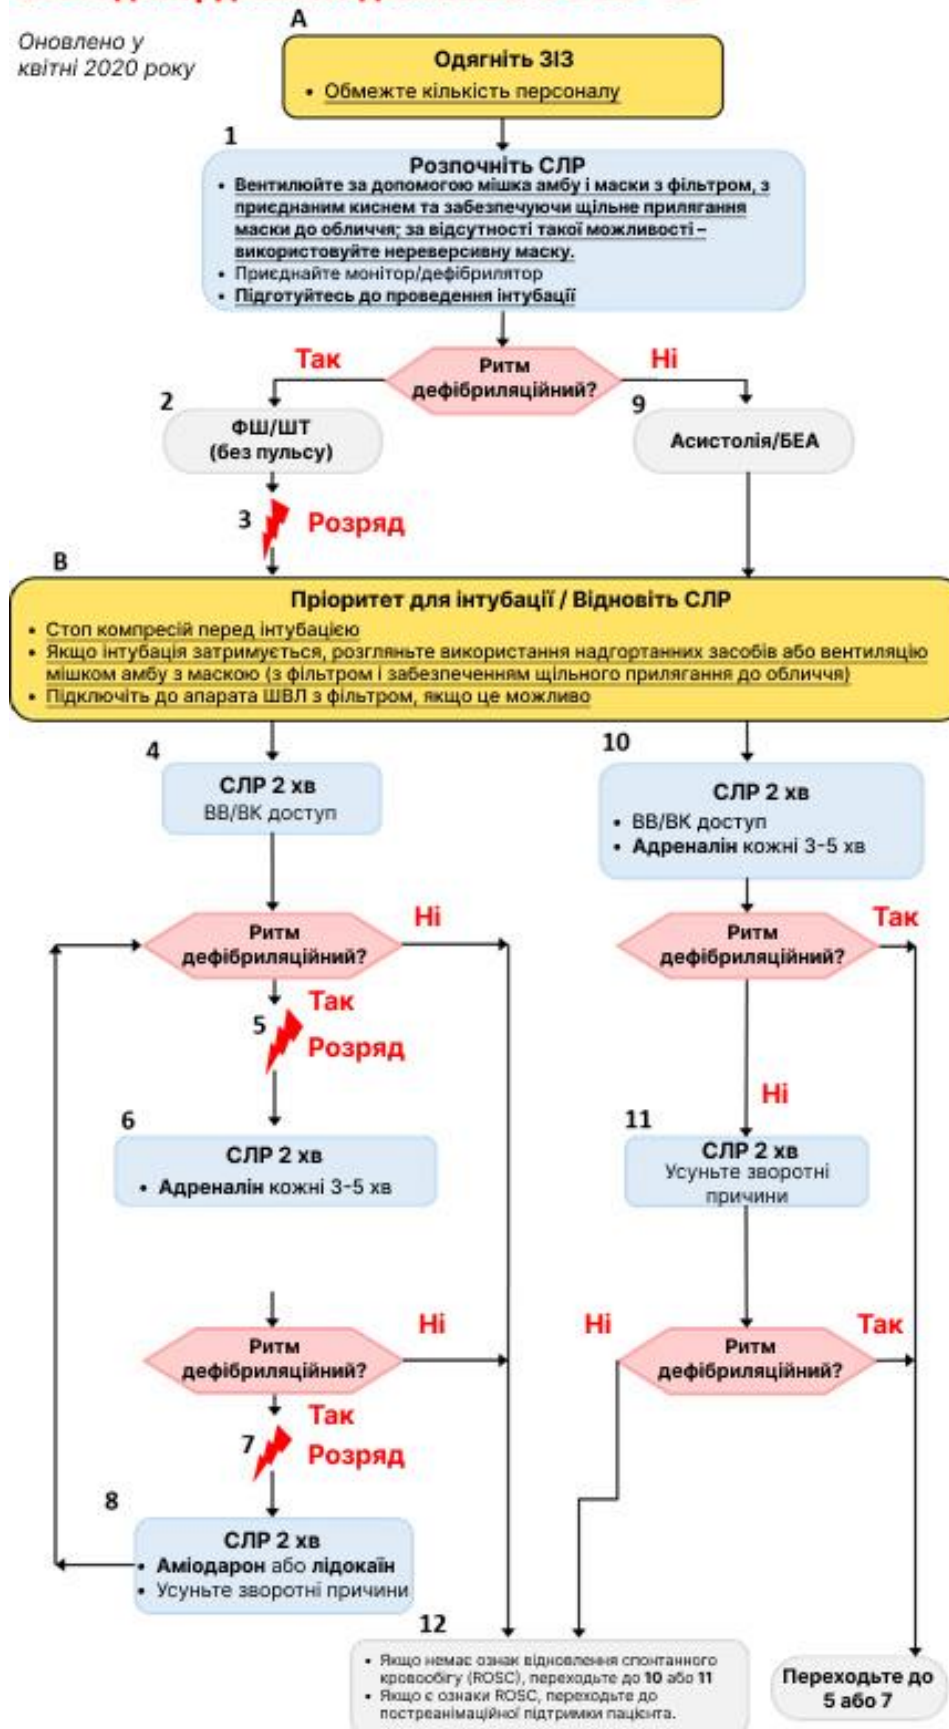 А
Оновлено у
квітні 2020 року
Одягніть ЗІЗ
• Обмежте кількість персоналу
1
Розпочніть СЛР
• Вентилюйте за допомогою мішка амбу і маски з фільтром, з
приєднаним киснем та забезпечуючи щільне прилягання
маски до обличчя; за відсутності такої можливості –
використовуйте нереверсивну маску.
• Приєднайте монітор/дефібрилятор
• Підготуйтесь до проведення інтубації
Так
Ритм
дефібриляційний?
Ні
2
ФШ/ШТ
(без пульсу)
9
Асистолія/БЕА
3
Розряд
В
Пріоритет для інтубації / Відновіть СЛР
• Стоп компресій перед інтубацією
• Якщо інтубація затримується, розгляньте використання надгортанних засобів або вентиляцію
мішком амбу з маскою (з фільтром і забезпеченням щільного прилягання до обличчя)
• Підключіть до апарата ШВЛ з фільтром, якщо це можливо
4
СЛР 2 хв
ВВ/ВК доступ
10
СЛР 2 хв
• ВВ/ВК доступ
• Адреналін кожні 3-5 хв
Ритм
дефібриляційний?
Ні
Ритм
дефібриляційний?
Так
Так
5
Розряд
Ні
6
СЛР 2 хв
• Адреналін кожні 3-5 хв
11
СЛР 2 хв
Усуньте зворотні
причини
Ритм
дефібриляційний?
Ні
Ні
Ритм
дефібриляційний?
Так
Так
7
Розряд
8
СЛР 2 хв
• Аміодарон або лідокаїн
• Усуньте зворотні причини
12
• Якщо немає ознак відновлення спонтанного
кровообігу (ROSC), переходьте до 10 або 11
• Якщо є ознаки ROSC, переходьте до
постреанімаційної підтримки пацієнта.
Переходьте до
5 або 7